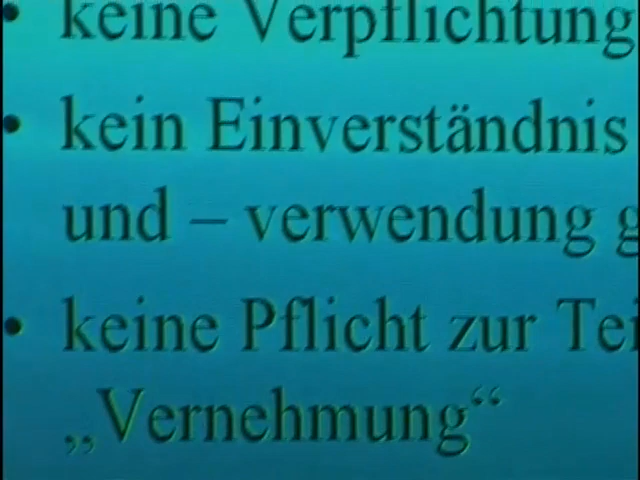 • keine Verpflichtung
• kein Einverständnis
und – verwendung
• keine Pflicht zur
„Vernehmung“